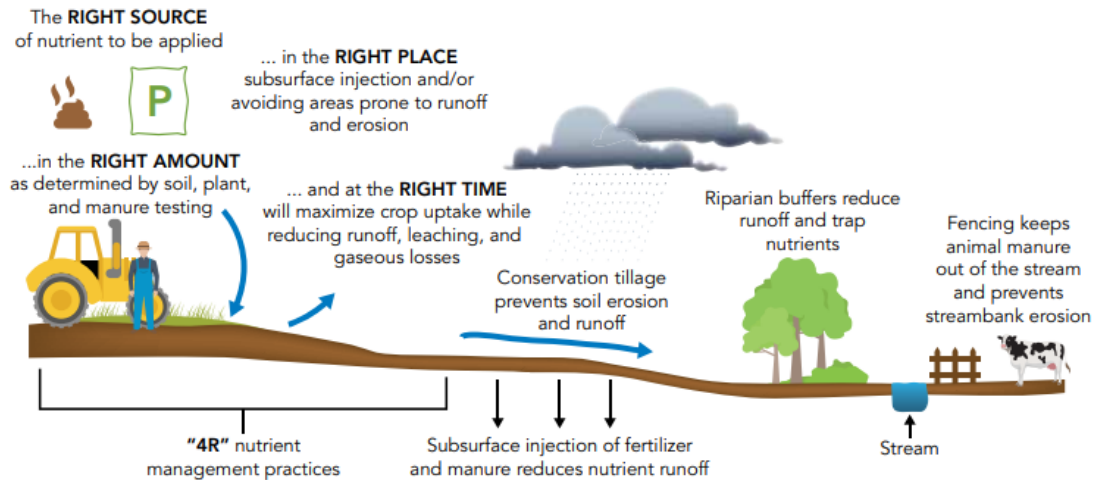 The RIGHT SOURCE
of nutrient to be applied
P
...in the RIGHT AMOUNT
as determined by soil, plant,
and manure testing
... in the RIGHT PLACE
subsurface injection and/or
avoiding areas prone to runoff
and erosion
... and at the RIGHT TIME
will maximize crop uptake while
reducing runoff, leaching, and
gaseous losses
Conservation tillage
prevents soil erosion
and runoff
Riparian buffers reduce
runoff and trap
nutrients
Fencing keeps
animal manure
out of the stream
and prevents
streambank erosion
"4R" nutrient
management practices
Subsurface injection of fertilizer
and manure reduces nutrient runoff
Stream